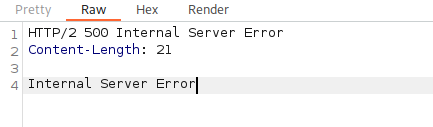 Pretty Raw Hex Render
1 HTTP/2 500 Internal Server Error
2 Content-Length: 21
3
4 Internal Server Error